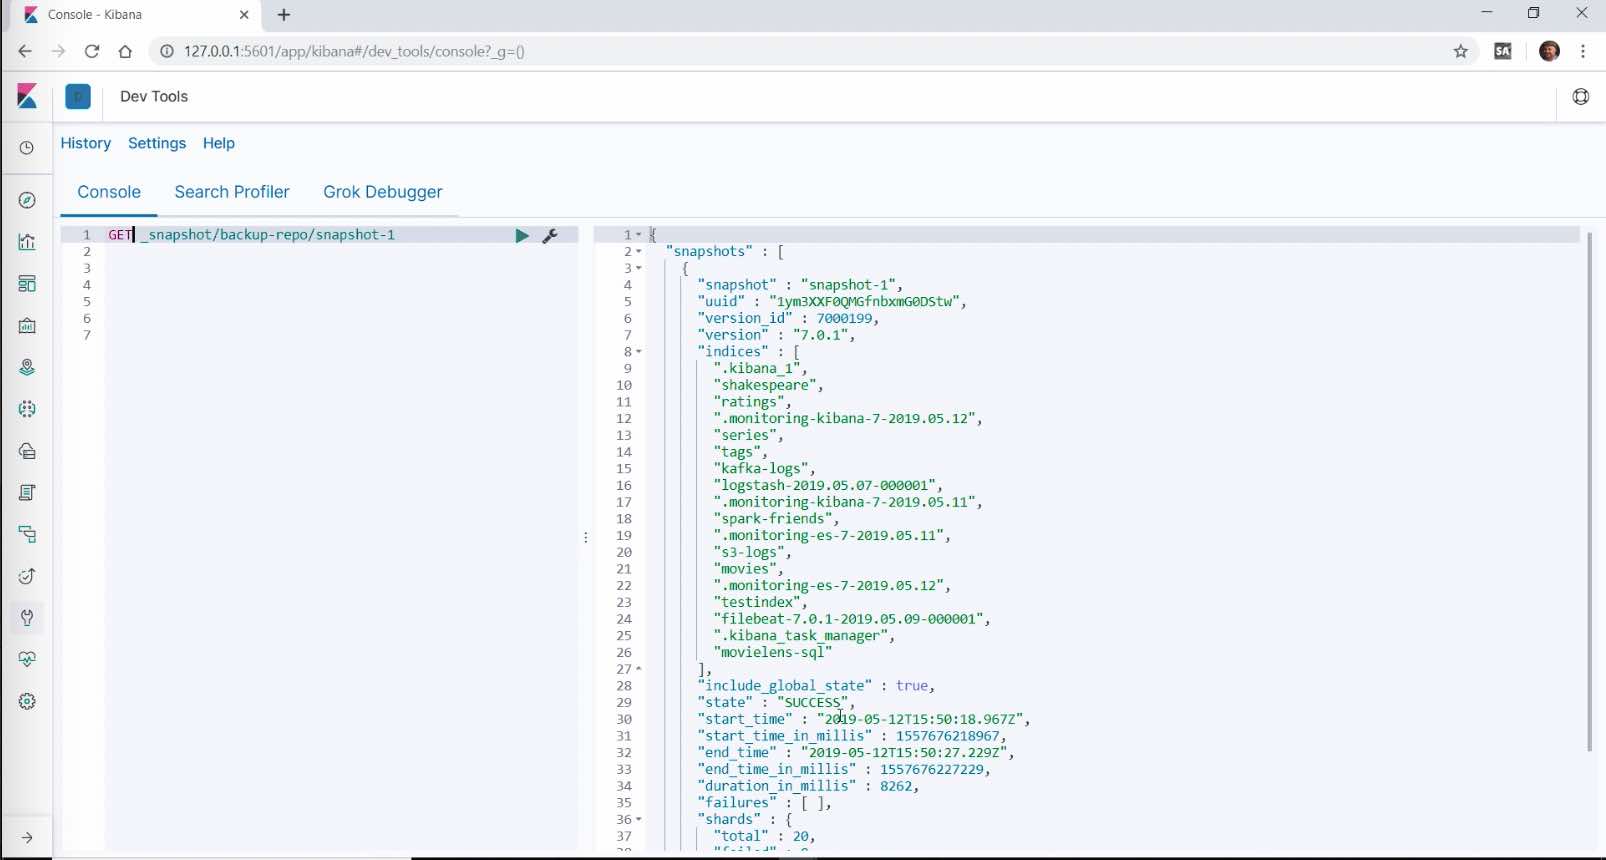 Console - Kibana
127.0.0.1:5601/app/kibana#/dev_tools/console?_g=()
SA
D
Dev Tools
History Settings Help
Console Search Profiler Grok Debugger
1 GET _snapshot/backup-repo/snapshot-1
2
3
4
5
6
7
1 {
2 "snapshots" : [
3 {
4 "snapshot" : "snapshot-1",
5 "uuid" : "1ym3XXF0QMGfnbxmG0DStw",
6 "version_id" : 7000199,
7 "version" : "7.0.1",
8 "indices" : [
9 ".kibana_1",
10 "shakespeare",
11 "ratings",
12 ".monitoring-kibana-7-2019.05.12",
13 "series",
14 "tags",
15 "kafka-logs",
16 "logstash-2019.05.07-000001",
17 ".monitoring-kibana-7-2019.05.11",
18 "spark-friends",
19 ".monitoring-es-7-2019.05.11",
20 "s3-logs",
21 "movies",
22 ".monitoring-es-7-2019.05.12",
23 "testindex",
24 "filebeat-7.0.1-2019.05.09-000001",
25 ".kibana_task_manager",
26 "movielens-sql"
27 ],
28 "include_global_state" : true,
29 "state" : "SUCCESS",
30 "start_time" : "2019-05-12T15:50:18.967Z",
31 "start_time_in_millis" : 1557676218967,
32 "end_time" : "2019-05-12T15:50:27.229Z",
33 "end_time_in_millis" : 1557676227229,
34 "duration_in_millis" : 8262,
35 "failures" : [ ],
36 "shards" : {
37 "total" : 20,